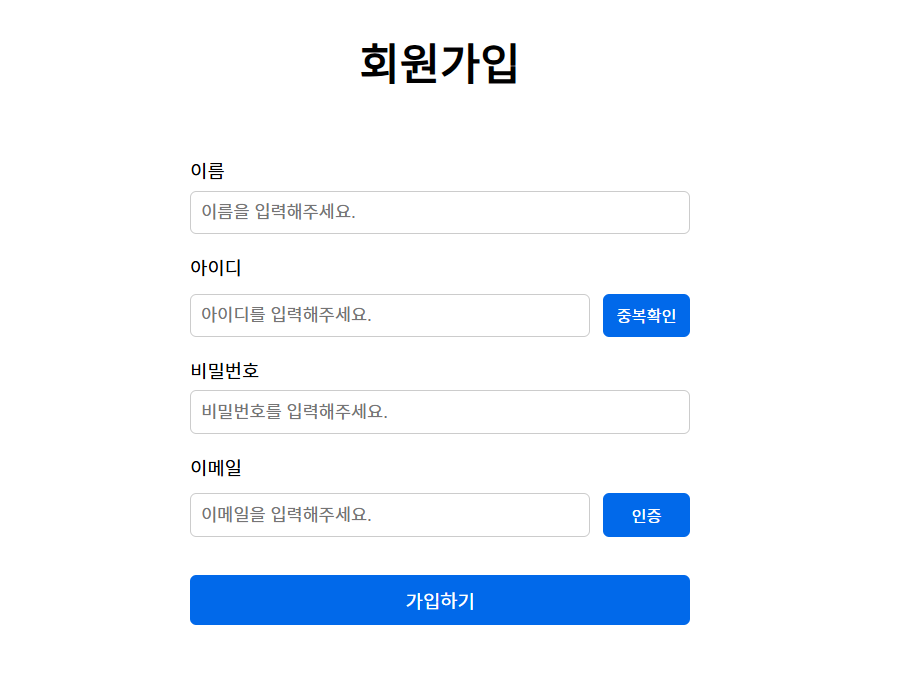 회원가입
이름
이름을 입력해주세요.
아이디
아이디를 입력해주세요.
중복확인
비밀번호
비밀번호를 입력해주세요.
이메일
이메일을 입력해주세요.
인증
가입하기